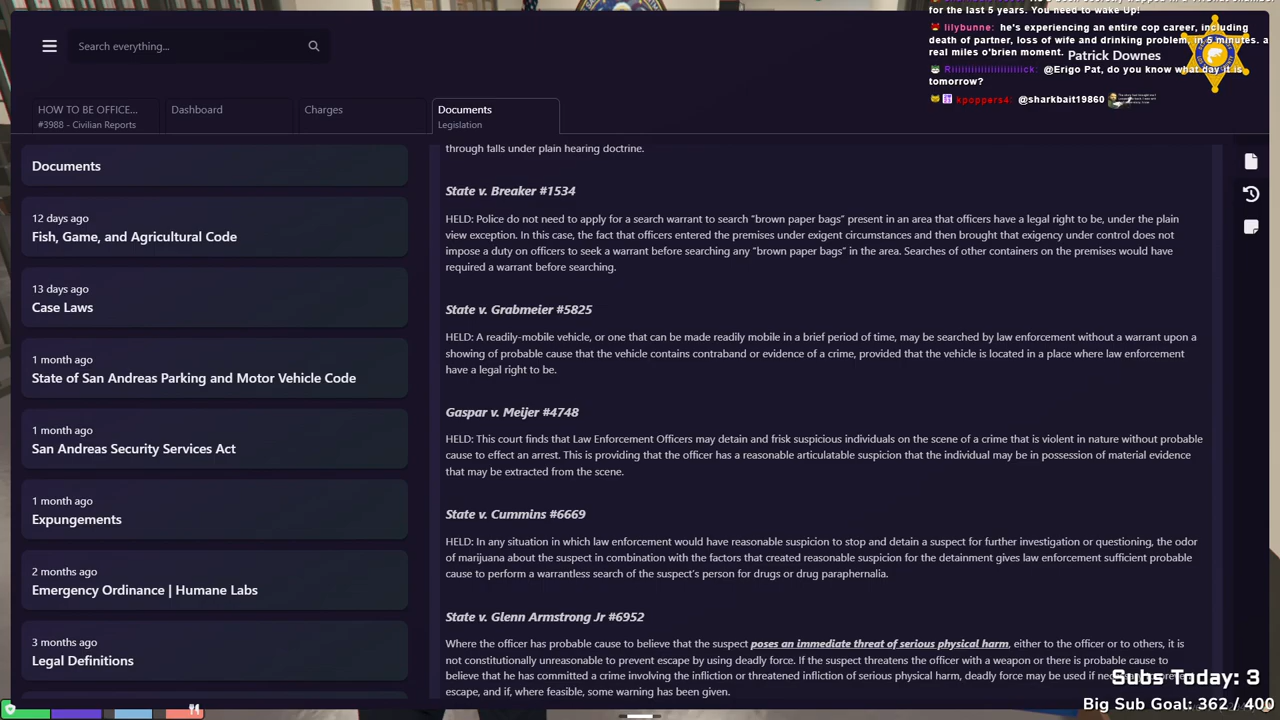 for the last 5 years. You need to Wake Up!
lilybunne: he's experiencing an entire cop career, including
death of partner, loss of wife and drinking problem, in 5 minutes. a
real miles o'brien moment.
Patrick Downes
Riiiiiiiiiiiiiiiiiick: @Erigo Pat, do you know what day it is
tomorrow?
kpoppers4: @sharkbait19860
Search everything...
HOW TO BE OFFICE...
#3988 - Civilian Reports
Dashboard
Charges
Documents
Legislation
Documents
12 days ago
Fish, Game, and Agricultural Code
13 days ago
Case Laws
1 month ago
State of San Andreas Parking and Motor Vehicle Code
1 month ago
San Andreas Security Services Act
1 month ago
Expungements
2 months ago
Emergency Ordinance | Humane Labs
3 months ago
Legal Definitions
through falls under plain hearing doctrine.
State v. Breaker #1534
HELD: Police do not need to apply for a search warrant to search "brown paper bags" present in an area that officers have a legal right to be, under the plain
view exception. In this case, the fact that officers entered the premises under exigent circumstances and then brought that exigency under control does not
impose a duty on officers to seek a warrant before searching any "brown paper bags" in the area. Searches of other containers on the premises would have
required a warrant before searching.
State v. Grabmeier #5825
HELD: A readily-mobile vehicle, or one that can be made readily mobile in a brief period of time, may be searched by law enforcement without a warrant upon a
showing of probable cause that the vehicle contains contraband or evidence of a crime, provided that the vehicle is located in a place where law enforcement
have a legal right to be.
Gaspar v. Meijer #4748
HELD: This court finds that Law Enforcement Officers may detain and frisk suspicious individuals on the scene of a crime that is violent in nature without probable
cause to effect an arrest. This is providing that the officer has a reasonable articulatable suspicion that the individual may be in possession of material evidence
that may be extracted from the scene.
State v. Cummins #6669
HELD: In any situation in which law enforcement would have reasonable suspicion to stop and detain a suspect for further investigation or questioning, the odor
of marijuana about the suspect in combination with the factors that created reasonable suspicion for the detainment gives law enforcement sufficient probable
cause to perform a warrantless search of the suspect's person for drugs or drug paraphernalia.
State v. Glenn Armstrong Jr #6952
Where the officer has probable cause to believe that the suspect poses an immediate threat of serious physical harm, either to the officer or to others, it is
not constitutionally unreasonable to prevent escape by using deadly force. If the suspect threatens the officer with a weapon or there is probable cause to
believe that he has committed a crime involving the infliction or threatened infliction of serious physical harm, deadly force may be used if
escape, and if, where feasible, some warning has been given.
Subs Today: 3
Big Sub Goal: 362 / 400